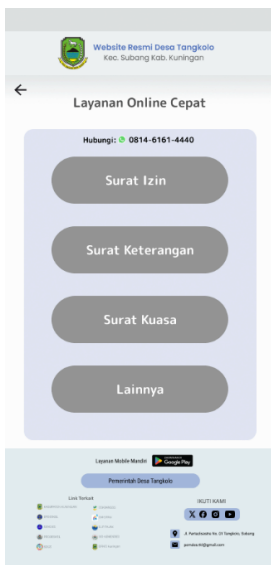 Website Resmi Desa Tangkolo
Kec. Subang Kab. Kuningan
Layanan Online Cepat
Hubungi: 0814-6161-4440
Surat Izin
Surat Keterangan
Surat Kuasa
Lainnya
Layanan Mobile Mandiri
Google Play
Pemerintah Desa Tangkolo
Link Terkait
IKUTI KAMI